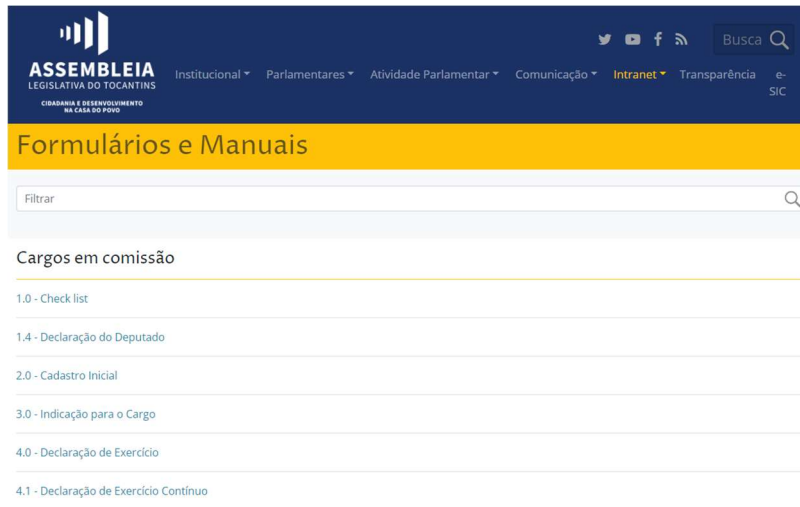 ASSEMBLEIA
LEGISLATIVA DO TOCANTINS
CIDADANIA E DESENVOLVIMENTO
NA CASA DO POVO
Busca
Institucional Parlamentares Atividade Parlamentar Comunicação Intranet Transparência e-
SIC
Formulários e Manuais
Filtrar
Cargos em comissão
1.0 - Check list
1.4 - Declaração do Deputado
2.0 - Cadastro Inicial
3.0 - Indicação para o Cargo
4.0 - Declaração de Exercício
4.1 - Declaração de Exercício Contínuo